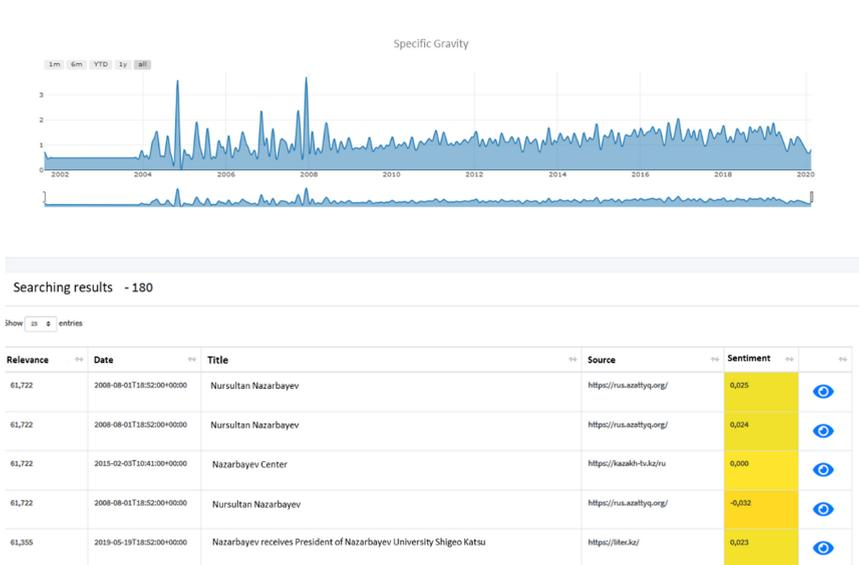 Specific Gravity
1m 6m YTD 1y all
3
2
1
0
2002 2004 2006 2008 2010 2012 2014 2016 2018 2020
Searching results - 180
Show 25 entries
Relevance Date Title Source Sentiment
61,722 2008-08-01T18:52:00+00:00 Nursultan Nazarbayev https://rus.azattyq.org/ 0,025
61,722 2008-08-01T18:52:00+00:00 Nursultan Nazarbayev https://rus.azattyq.org/ 0,024
61,722 2015-02-03T10:41:00+00:00 Nazarbayev Center https://kazakh-tv.kz/ru 0,000
61,722 2008-08-01T18:52:00+00:00 Nursultan Nazarbayev https://rus.azattyq.org/ -0,032
61,355 2019-05-19T18:52:00+00:00 Nazarbayev receives President of Nazarbayev University Shigeo Katsu https://liter.kz/ 0,023